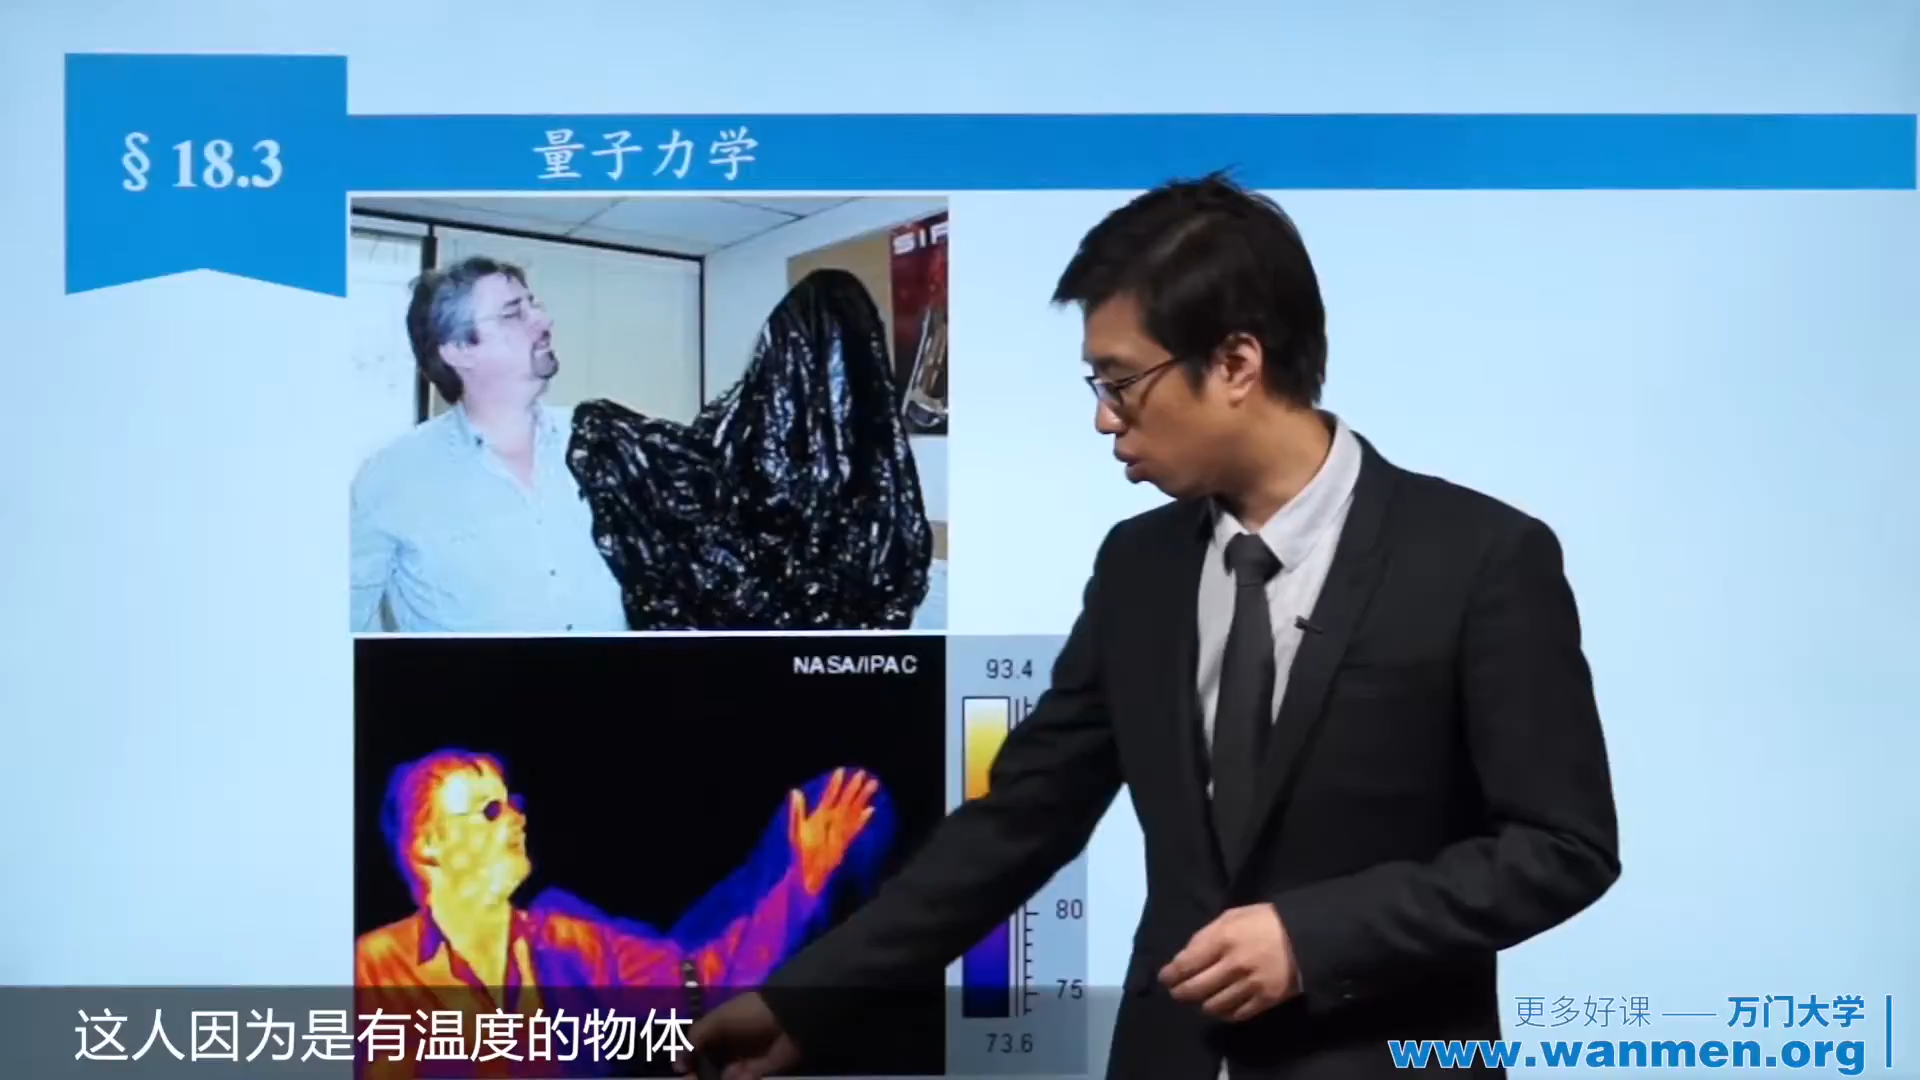 § 18.3
量子力学
SIR
NASA/IPAC
93.4
80
75
73.6
这人因为是有温度的物体
更多好课 —— 万门大学
www.wanmen.org